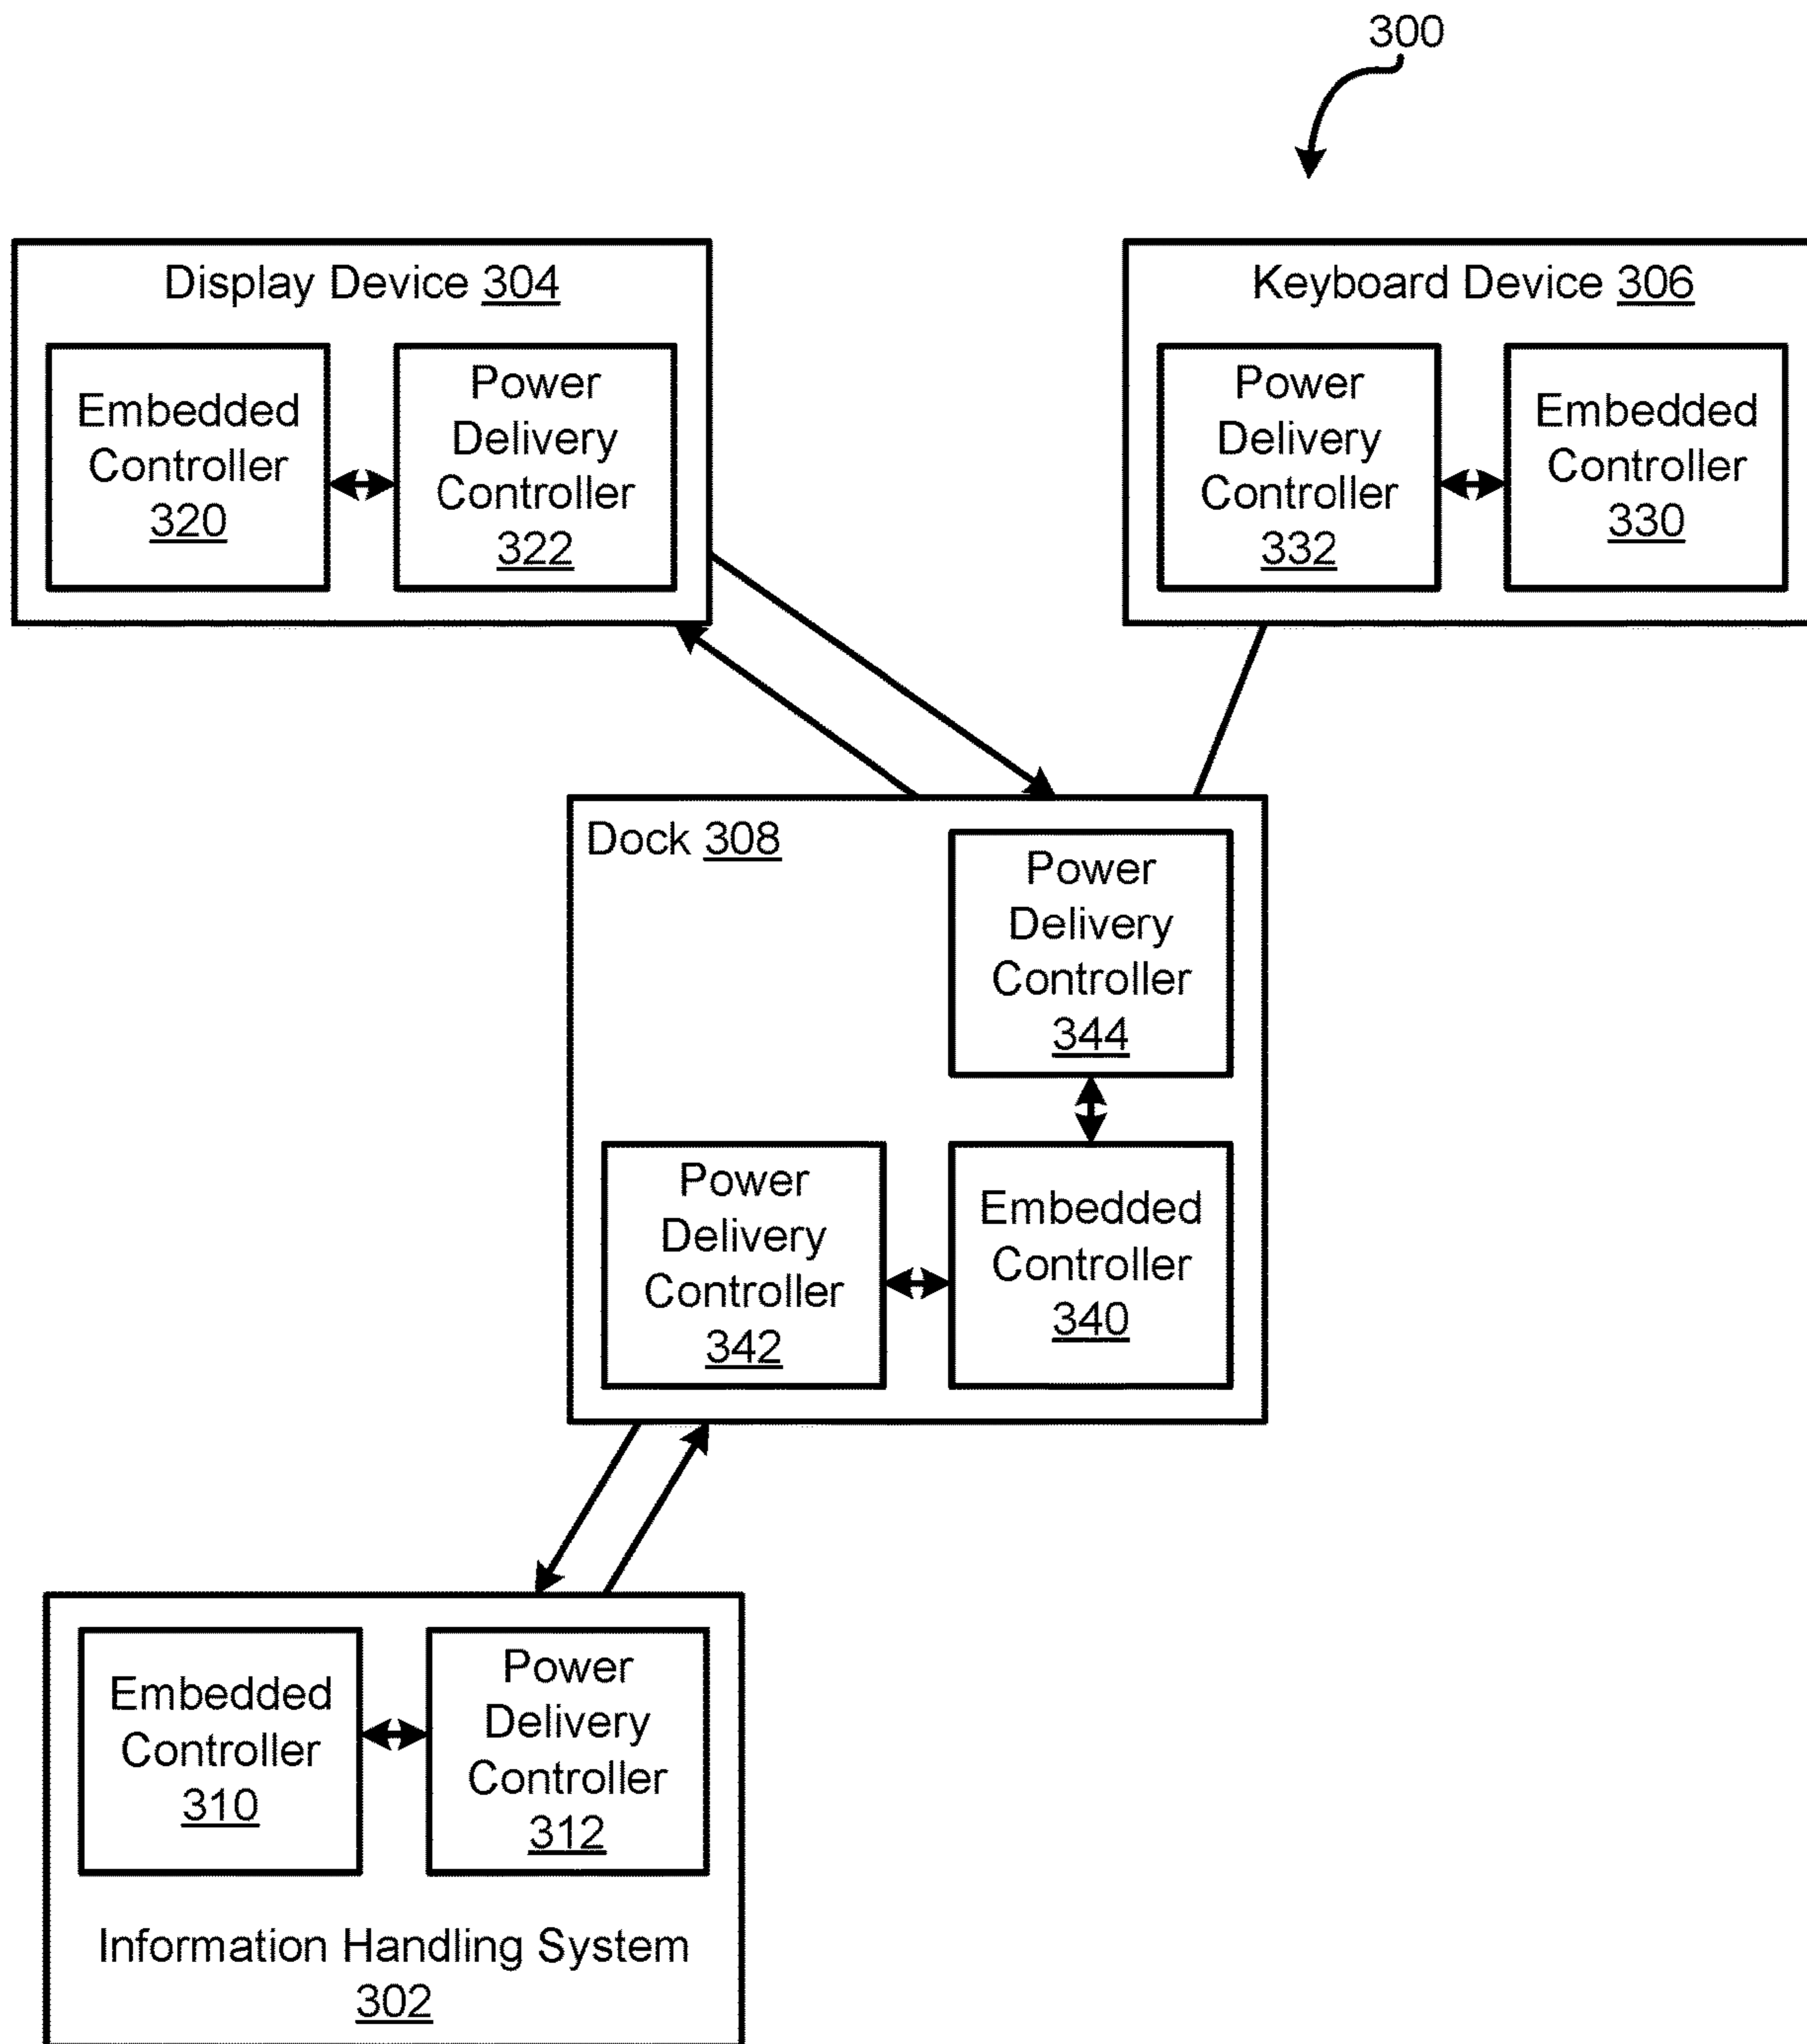 300
Display Device 304
Embedded
Controller
320
Power
Delivery
Controller
322
Keyboard Device 306
Power
Delivery
Controller
332
Embedded
Controller
330
Dock 308
Power
Delivery
Controller
344
Power
Delivery
Controller
342
Embedded
Controller
340
Embedded
Controller
310
Power
Delivery
Controller
312
Information Handling System
302